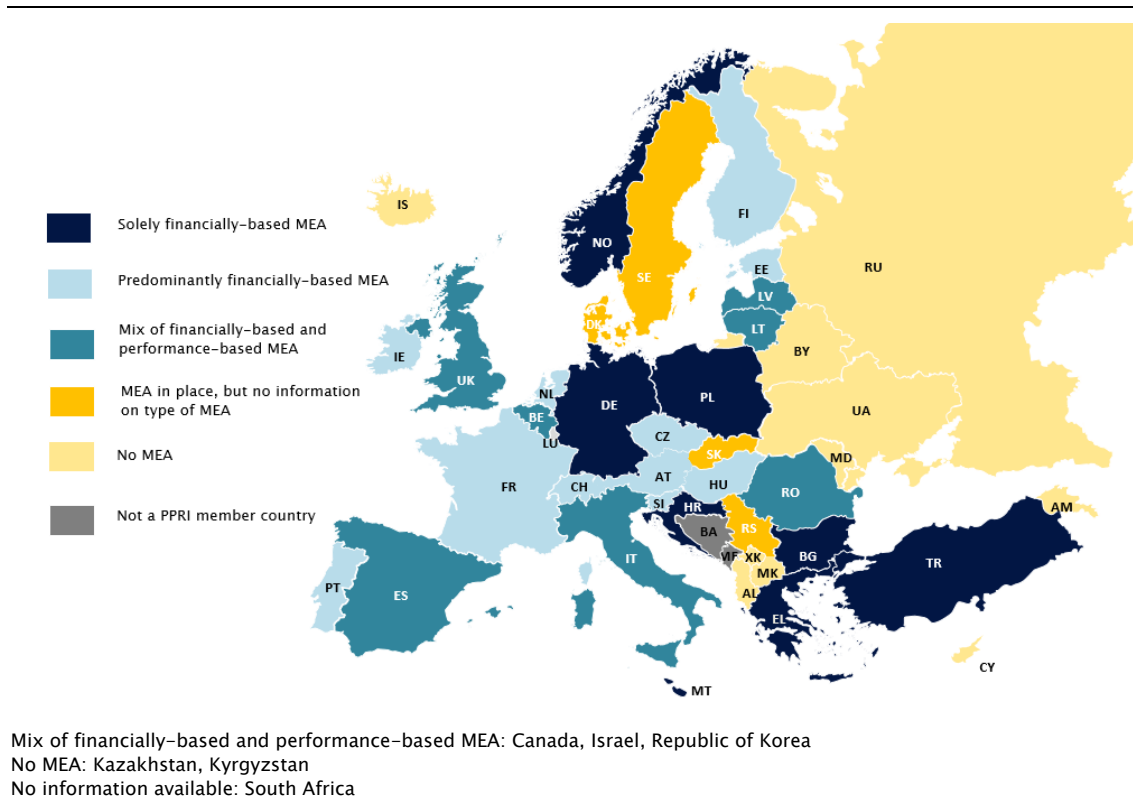 IS
Solely financially-based MEA
FI
NO
RU
SE
EE
Predominantly financially-based MEA
LV
DK
LT
Mix of financially-based and
performance-based MEA
BY
IE
UK
NL
MEA in place, but no information
on type of MEA
DE
PL
UA
BE
CZ
LU
SK
MD
No MEA
AT
HU
FR
CH
RO
SI
HR
AM
Not a PPRI member country
RS
BA
ME
XK
BG
TR
MK
PT
AL
ES
IT
EL
CY
MT
Mix of financially-based and performance-based MEA: Canada, Israel, Republic of Korea
No MEA: Kazakhstan, Kyrgyzstan
No information available: South Africa